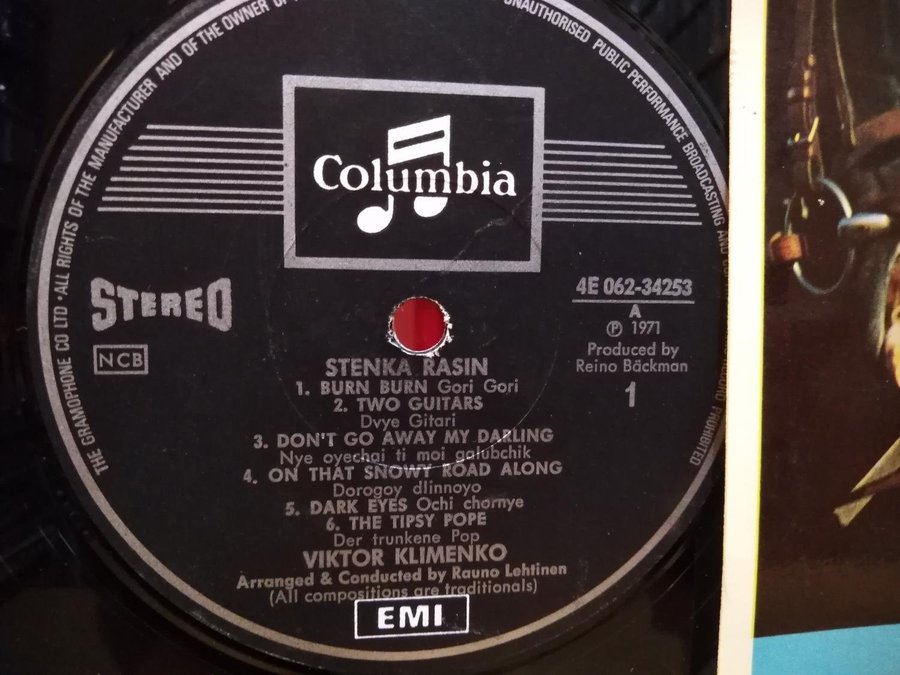 THE GRAMOPHONE CO LTD • ALL RIGHTS OF THE MANUFACTURER AND OF THE OWNER OF
UNAUTHORISED PUBLIC PERFORMANCE BROADCASTING AND
PROHIBITED
Columbia
STEREO
NCB
4E 062-34253
A
Ⓟ 1971
Produced by
Reino Bäckman
1
STENKA RASIN
1. BURN BURN Gori Gori
2. TWO GUITARS
Dvye Gitari
3. DON'T GO AWAY MY DARLING
Nye oyechai ti moi galubchik
4. ON THAT SNOWY ROAD ALONG
Dorogoy dlinnoyo
5. DARK EYES Ochi chornye
6. THE TIPSY POPE
Der trunkene Pop
VIKTOR KLIMENKO
Arranged & Conducted by Rauno Lehtinen
(All compositions are traditionals)
EMI